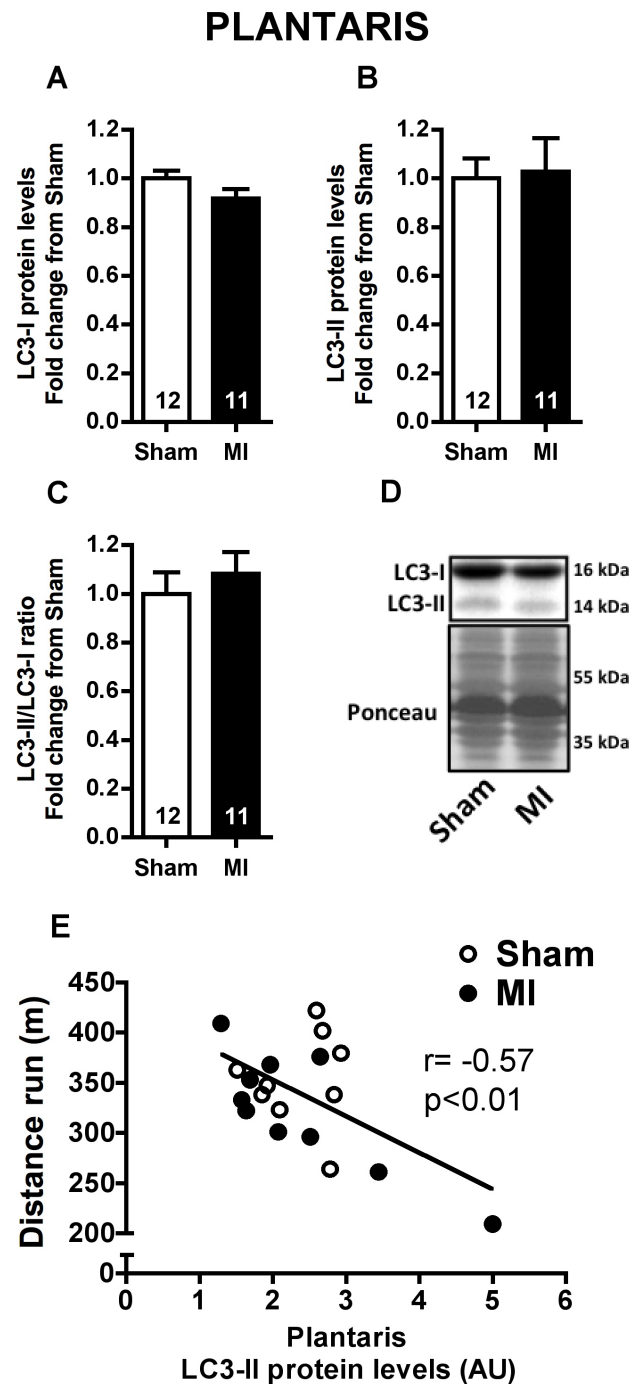 PLANTARIS
A
LC3-I protein levels
Fold change from Sham
1.2
1.0
0.8
0.6
0.4
0.2
0.0
12
11
Sham
MI
B
LC3-II protein levels
Fold change from Sham
1.2
1.0
0.8
0.6
0.4
0.2
0.0
12
11
Sham
MI
C
LC3-II/LC3-I ratio
Fold change from Sham
1.2
1.0
0.8
0.6
0.4
0.2
0.0
12
11
Sham
MI
D
LC3-I
16 kDa
LC3-II
14 kDa
55 kDa
Ponceau
35 kDa
Sham
MI
E
Sham
MI
r= -0.57
p<0.01
Distance run (m)
450
400
350
300
250
200
0
0 1 2 3 4 5 6
Plantaris
LC3-II protein levels (AU)